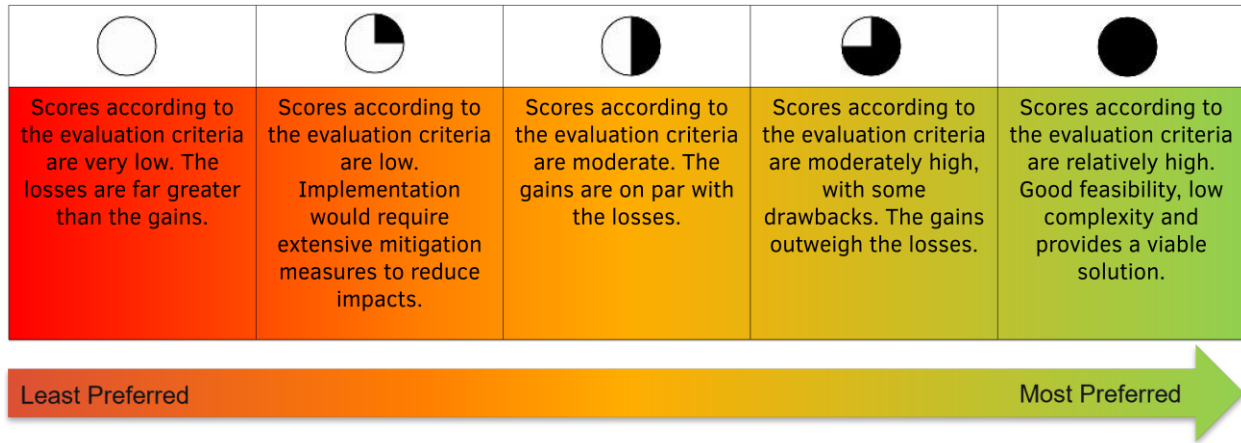 Scores according to
the evaluation criteria
are very low. The
losses are far greater
than the gains.
Scores according to
the evaluation criteria
are low.
Implementation
would require
extensive mitigation
measures to reduce
impacts.
Scores according to
the evaluation criteria
are moderate. The
gains are on par with
the losses.
Scores according to
the evaluation criteria
are moderately high,
with some
drawbacks. The gains
outweigh the losses.
Scores according to
the evaluation criteria
are relatively high.
Good feasibility, low
complexity and
provides a viable
solution.
Least Preferred
Most Preferred